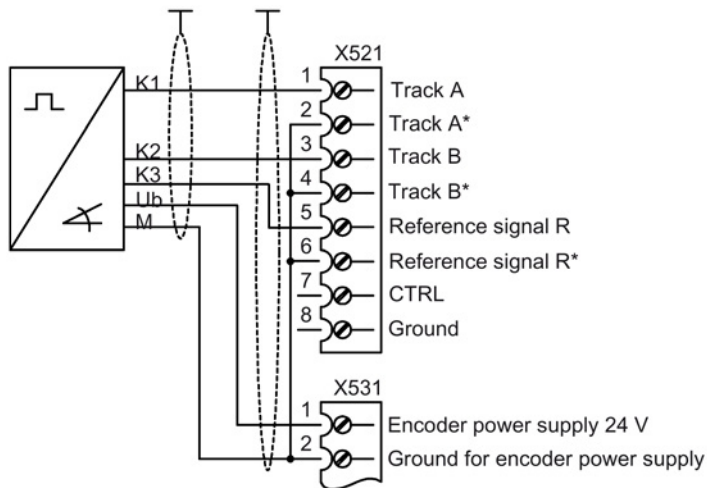 X521
K1
1
Track A
2
Track A*
K2
3
Track B
K3
4
Track B*
Ub
5
Reference signal R
M
6
Reference signal R*
7
CTRL
8
Ground
X531
1
Encoder power supply 24 V
2
Ground for encoder power supply